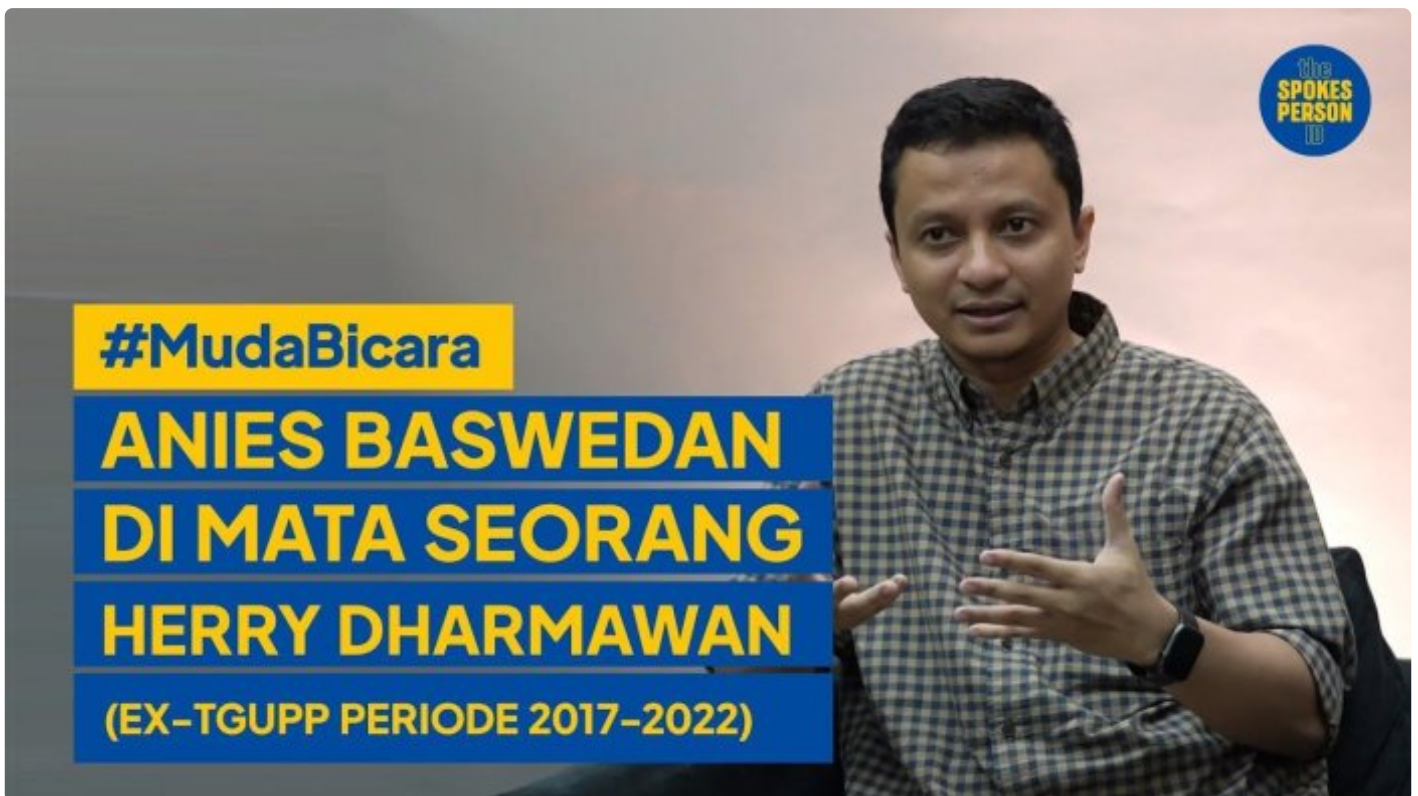 the
SPOKES
PERSON
ID
#MudaBicara
ANIES BASWEDAN
DI MATA SEORANG
HERRY DHARMAWAN
(EX-TGUPP PERIODE 2017-2022)